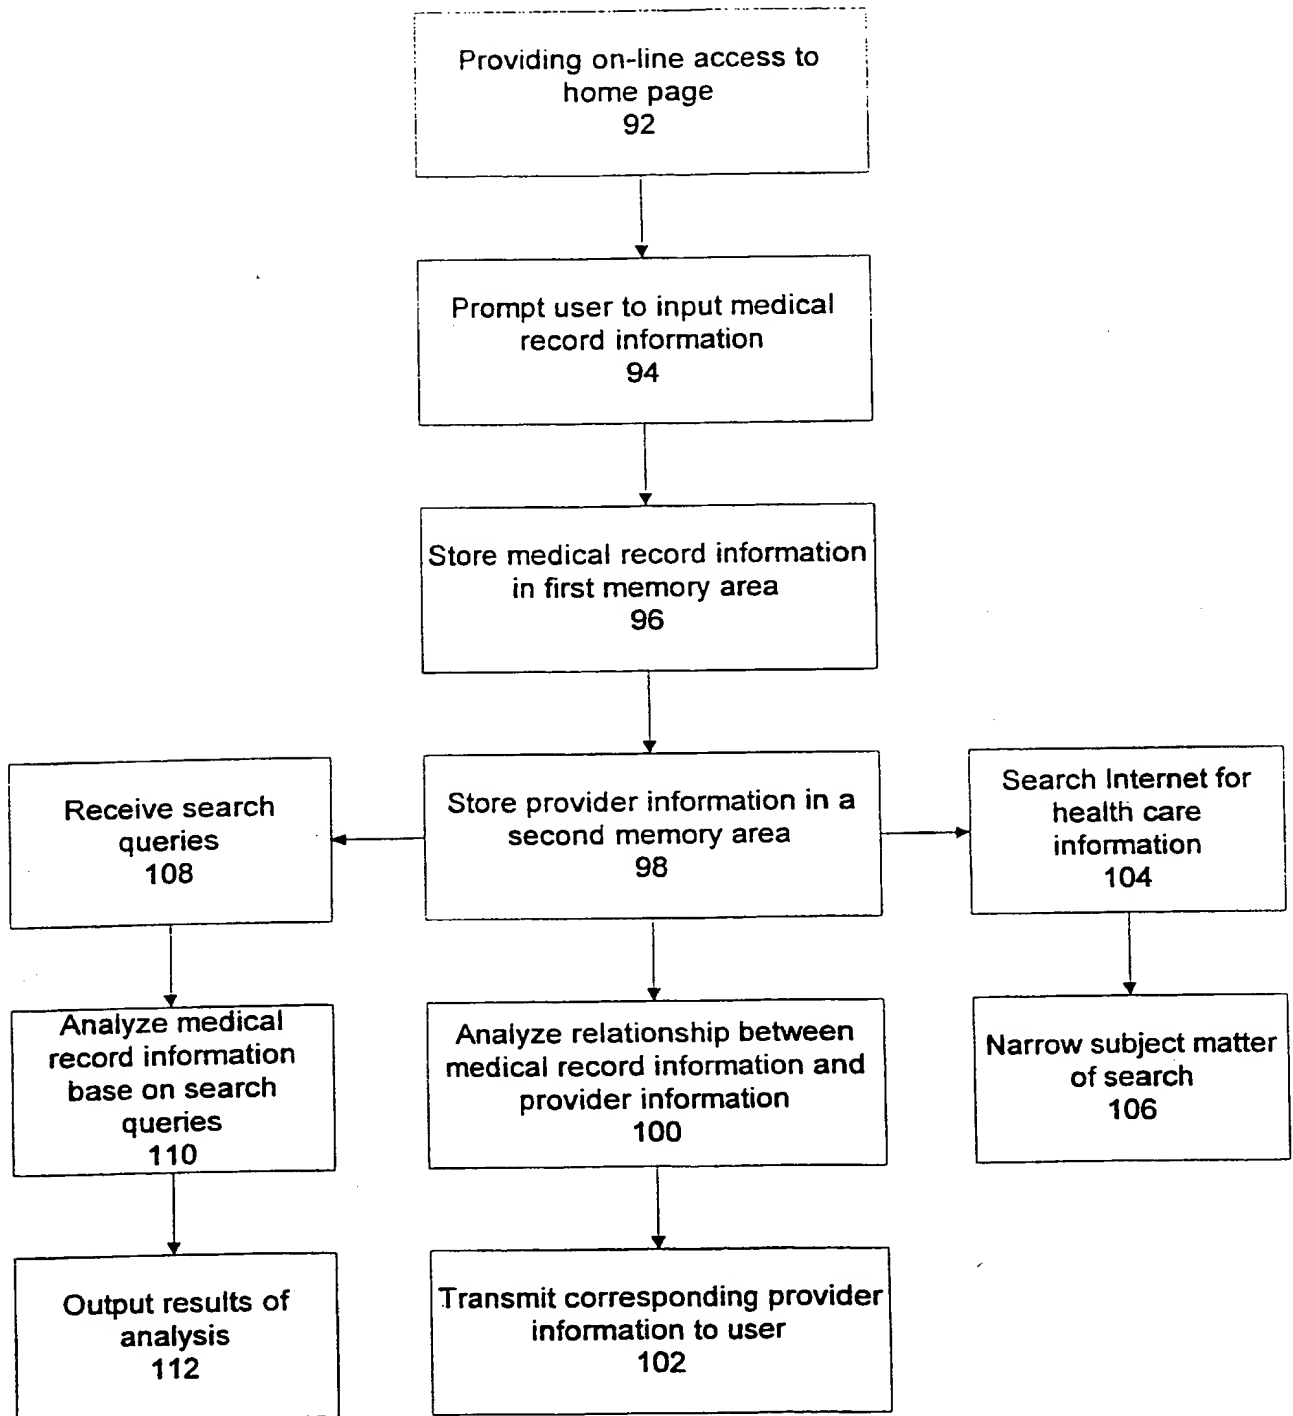 Providing on-line access to
home page
92
Prompt user to input medical
record information
94
Store medical record information
in first memory area
96
Store provider information in a
second memory area
98
Receive search
queries
108
Search Internet for
health care
information
104
Analyze medical
record information
base on search
queries
110
Analyze relationship between
medical record information and
provider information
100
Narrow subject matter
of search
106
Output results of
analysis
112
Transmit corresponding provider
information to user
102